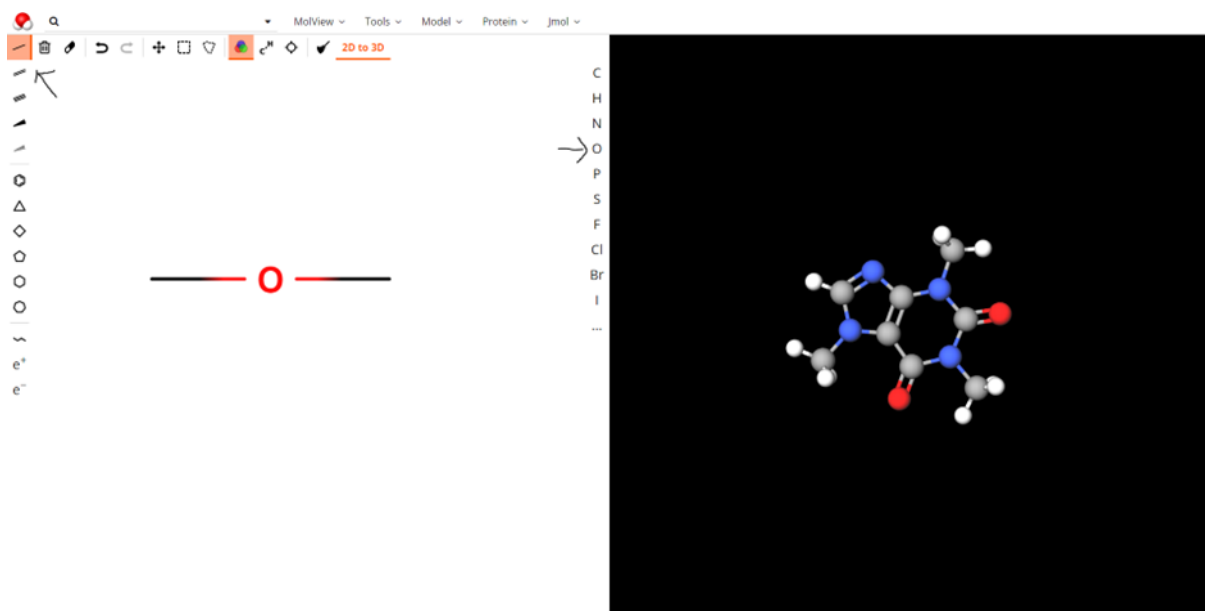 MolView Tools Model Protein Jmol
C H 2D to 3D
C
H
N
O
P
S
F
Cl
Br
I
...
O
e+
e-